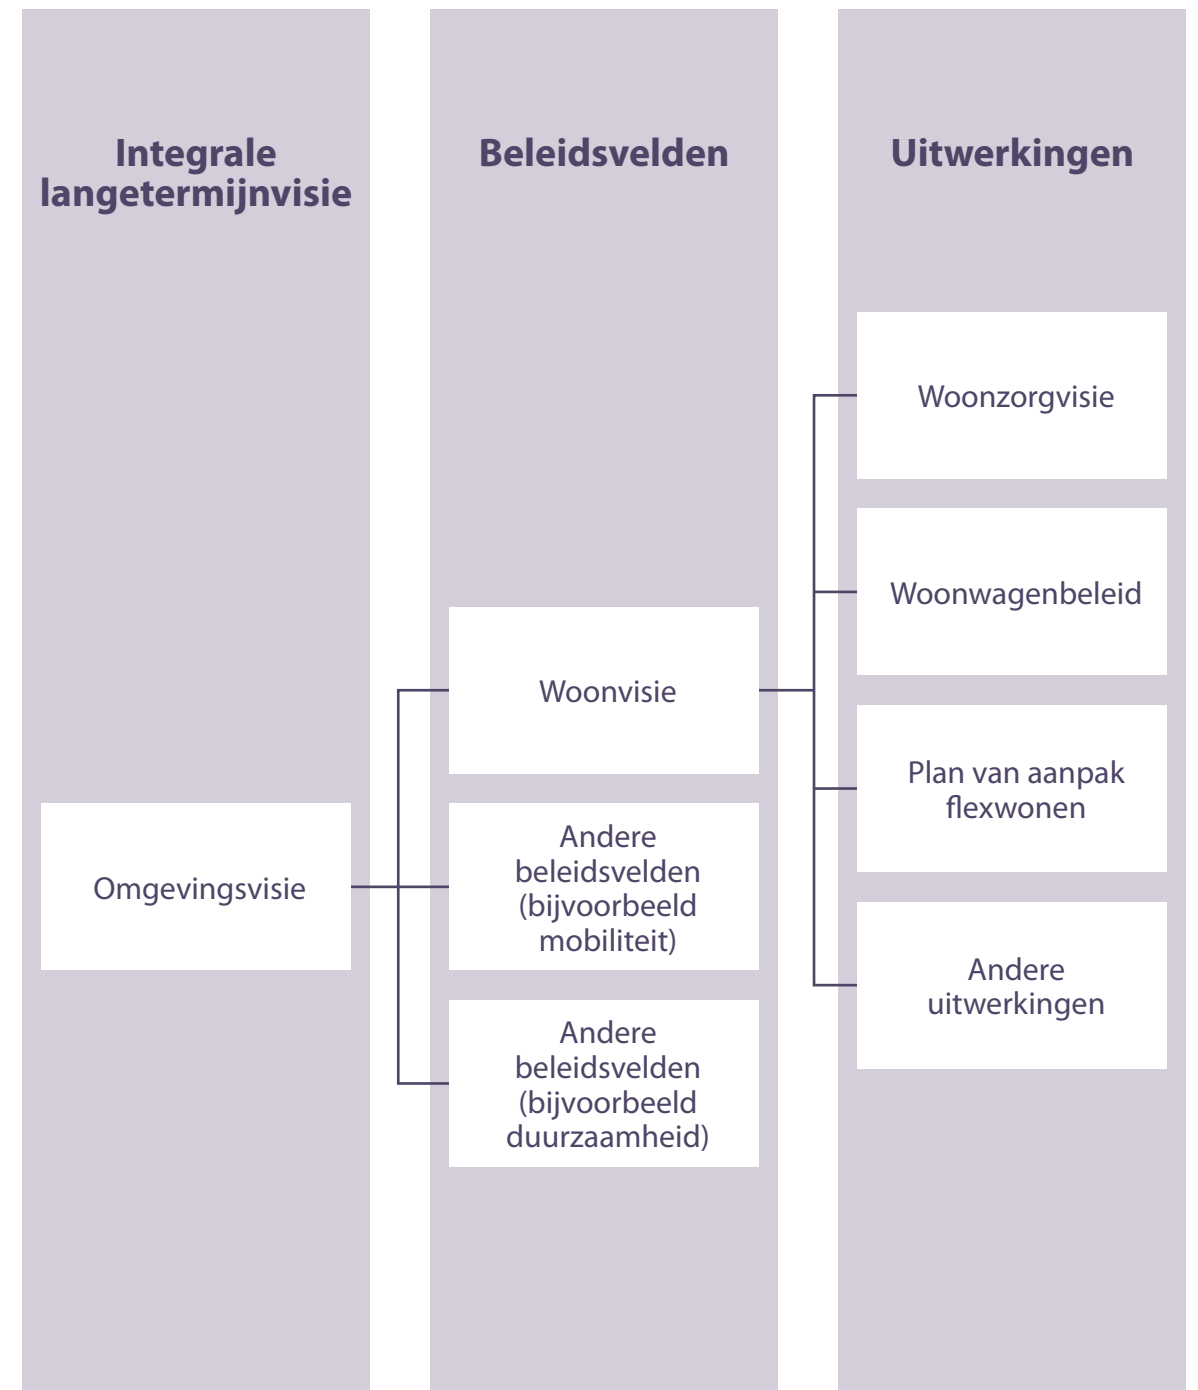 Integrale
langetermijnvisie
Beleidsvelden
Uitwerkingen
Omgevingsvisie
Woonvisie
Andere
beleidsvelden
(bijvoorbeeld
mobiliteit)
Andere
beleidsvelden
(bijvoorbeeld
duurzaamheid)
Woonzorgvisie
Woonwagenbeleid
Plan van aanpak
flexwonen
Andere
uitwerkingen